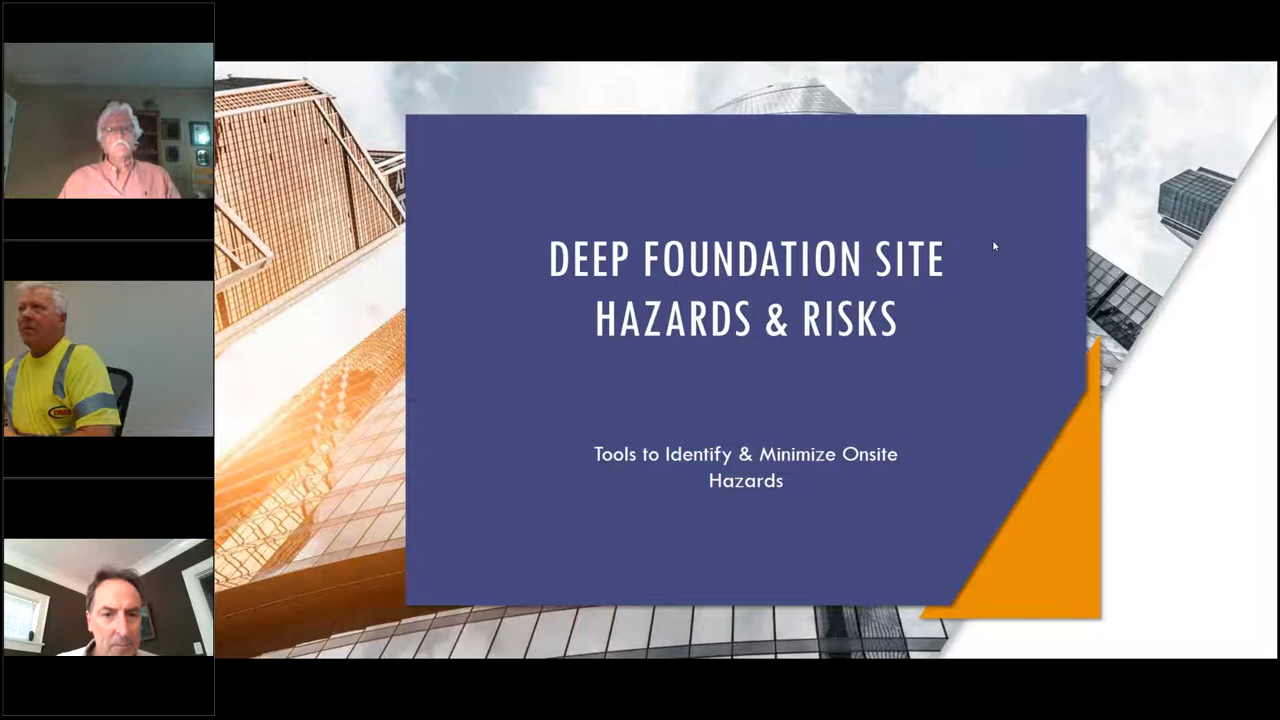 DEEP FOUNDATION SITE
HAZARDS & RISKS
Tools to Identify & Minimize Onsite
Hazards